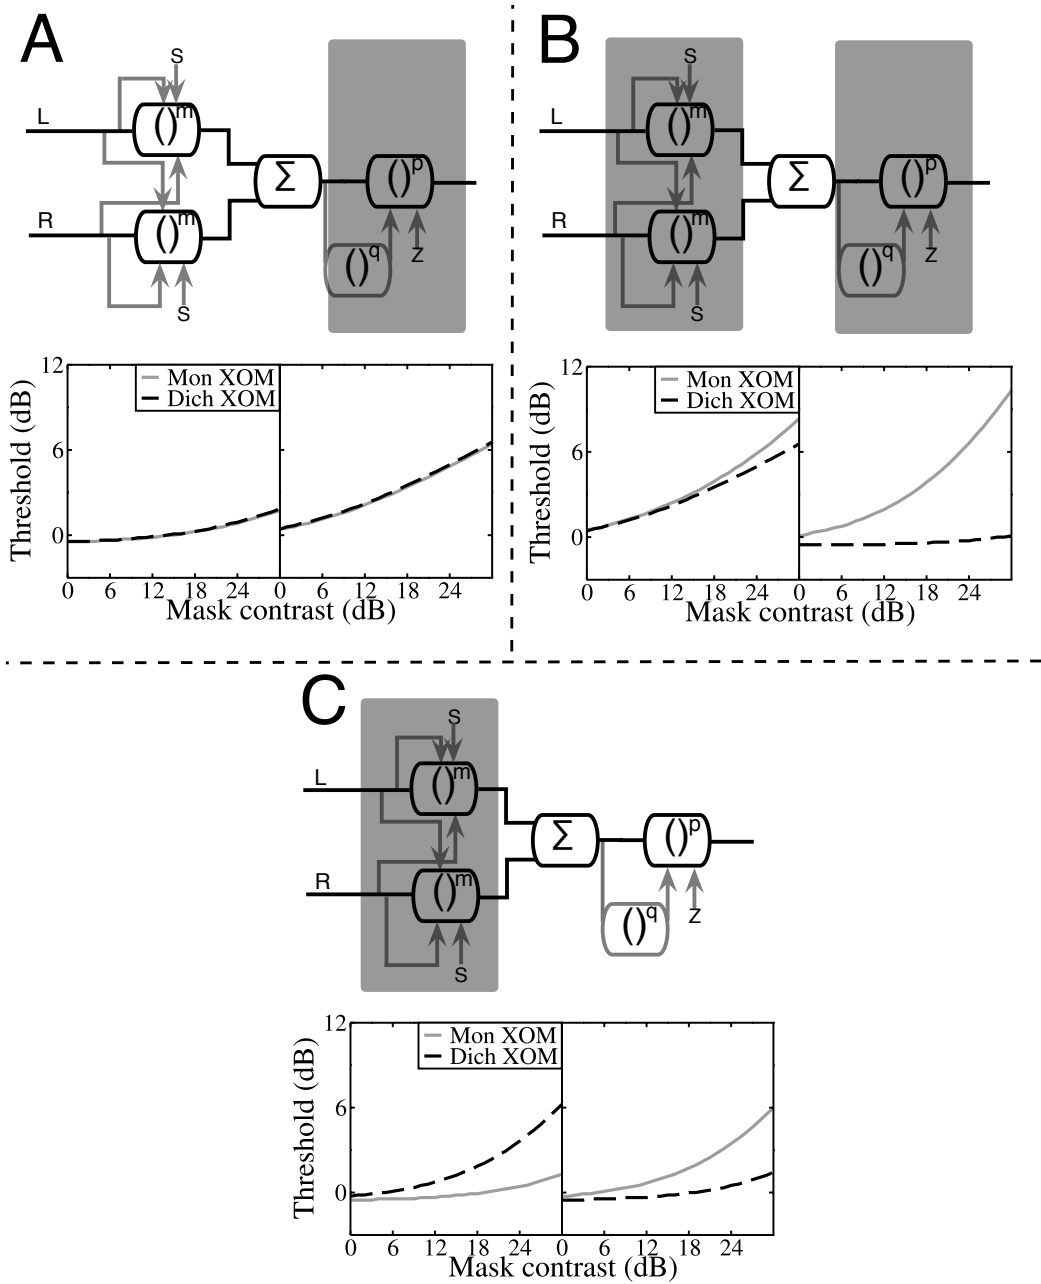 A
S
L
()m
Σ
()p
R
()m
()q
Z
S
12
6
0
Threshold (dB)
Mon XOM
Dich XOM
0 6 12 18 24 0 6 12 18 24
Mask contrast (dB)
B
S
L
()m
Σ
()p
R
()m
()q
Z
S
12
6
0
Threshold (dB)
Mon XOM
Dich XOM
0 6 12 18 24 0 6 12 18 24
Mask contrast (dB)
C
S
L
()m
Σ
()p
R
()m
()q
Z
S
12
6
0
Threshold (dB)
Mon XOM
Dich XOM
0 6 12 18 24 0 6 12 18 24
Mask contrast (dB)